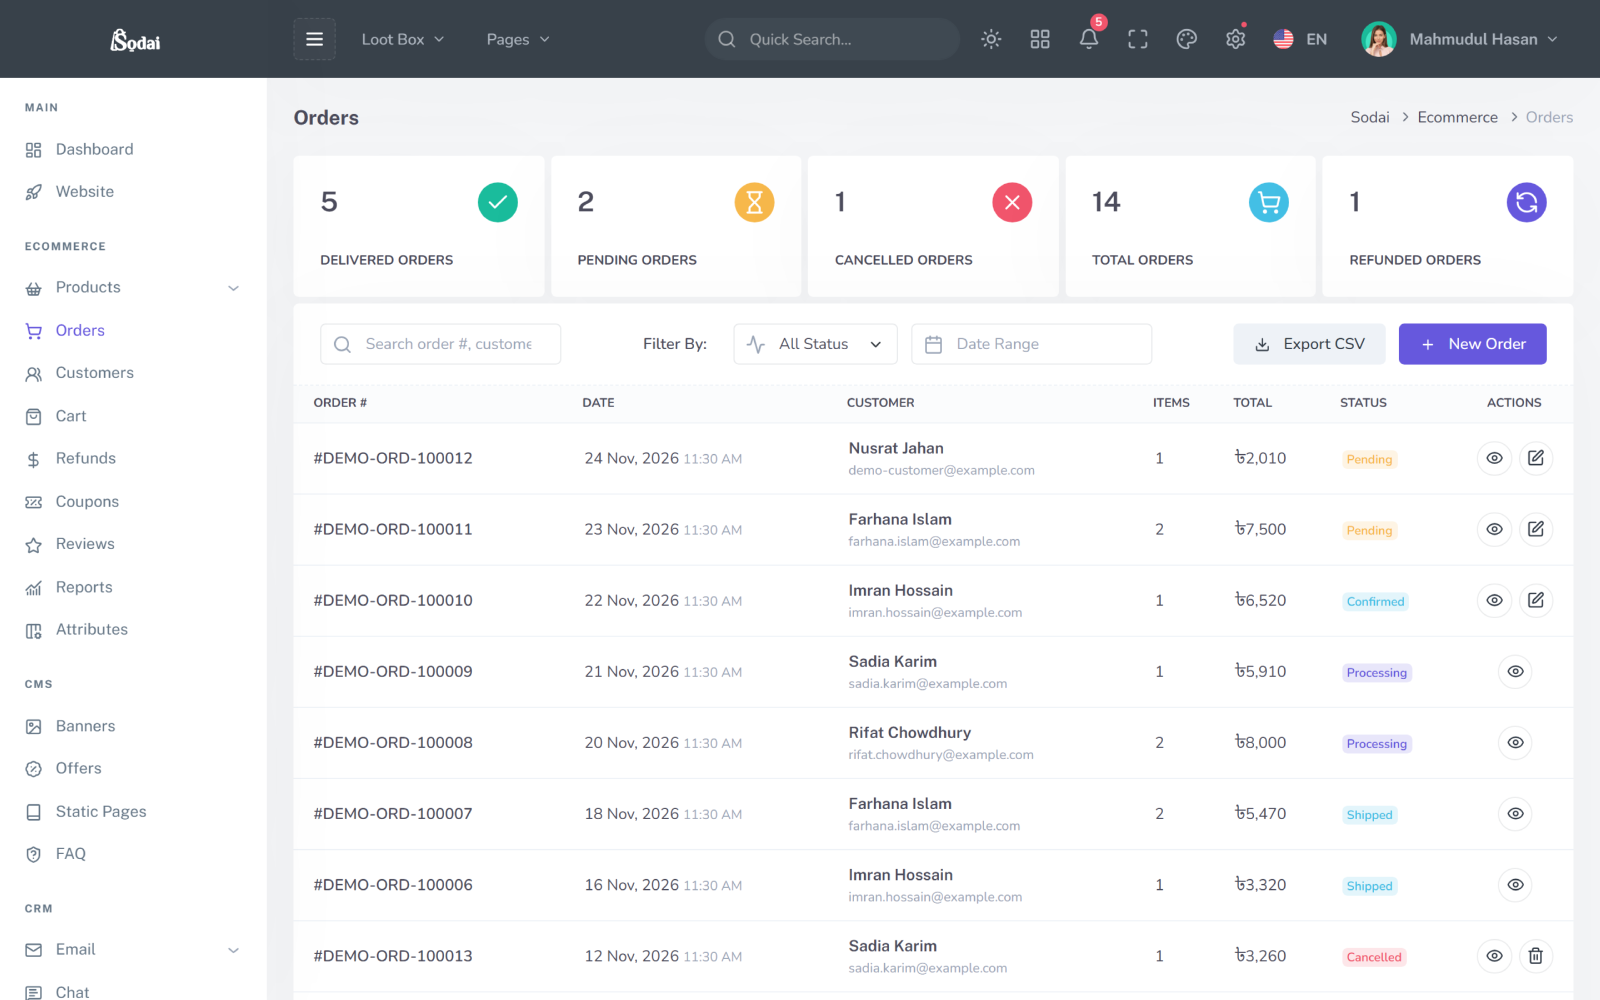 Sodai
Loot Box
Pages
Quick Search...
5
EN
Mahmudul Hasan
MAIN
Dashboard
Website
ECOMMERCE
Products
Orders
Customers
Cart
Refunds
Coupons
Reviews
Reports
Attributes
CMS
Banners
Offers
Static Pages
FAQ
CRM
Email
Chat
Orders
Sodai > Ecommerce > Orders
5
DELIVERED ORDERS
2
PENDING ORDERS
1
CANCELLED ORDERS
14
TOTAL ORDERS
1
REFUNDED ORDERS
Search order #, custome
Filter By:
All Status
Date Range
Export CSV
+ New Order
ORDER # DATE CUSTOMER ITEMS TOTAL STATUS ACTIONS
#DEMO-ORD-100012 24 Nov, 2026 11:30 AM Nusrat Jahan 1 ৳2,010 Pending
demo-customer@example.com
#DEMO-ORD-100011 23 Nov, 2026 11:30 AM Farhana Islam 2 ৳7,500 Pending
farhana.islam@example.com
#DEMO-ORD-100010 22 Nov, 2026 11:30 AM Imran Hossain 1 ৳6,520 Confirmed
imran.hossain@example.com
#DEMO-ORD-100009 21 Nov, 2026 11:30 AM Sadia Karim 1 ৳5,910 Processing
sadia.karim@example.com
#DEMO-ORD-100008 20 Nov, 2026 11:30 AM Rifat Chowdhury 2 ৳8,000 Processing
rifat.chowdhury@example.com
#DEMO-ORD-100007 18 Nov, 2026 11:30 AM Farhana Islam 2 ৳5,470 Shipped
farhana.islam@example.com
#DEMO-ORD-100006 16 Nov, 2026 11:30 AM Imran Hossain 1 ৳3,320 Shipped
imran.hossain@example.com
#DEMO-ORD-100013 12 Nov, 2026 11:30 AM Sadia Karim 1 ৳3,260 Cancelled
sadia.karim@example.com